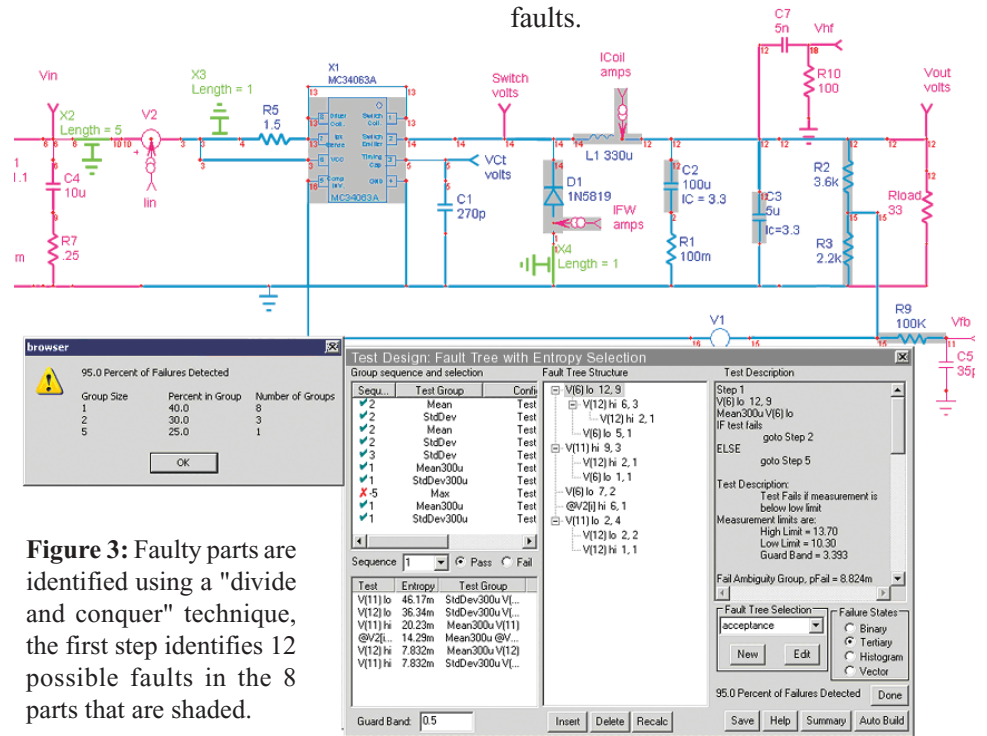 faults.
C7
5n
Vhf
Vin
X3
Length = 1
X1
MC34063A
Switch
volts
ICoil
amps
R10
100
Vout
volts
X2
Length = 5
V2
R5
1.5
L1 330u
Iin
VCt
volts
MC34063A
C4
10u
R7
.25
1.1
m
C1
270p
D1
1N5819
IFW
amps
X4
Length = 1
C2
100u
IC = 3.3
R1
100m
C3
5u
Ic=3.3
R2
3.6k
R3
2.2k
Rload
33
V1
R9
100K
Vfb
C5
35p
browser
95.0 Percent of Failures Detected
Group Size Percent in Group Number of Groups
1 40.0 8
2 30.0 3
5 25.0 1
OK
Figure 3: Faulty parts are
identified using a "divide
and conquer" technique,
the first step identifies 12
possible faults in the 8
parts that are shaded.
Test Design: Fault Tree with Entropy Selection
Group sequence and selection
Sequ... Test Group Confi
2 Mean Test
2 StdDev Test
2 Mean Test
2 StdDev Test
3 StdDev Test
1 Mean300u Test
1 StdDev300u Test
-5 Max Test
1 Mean300u Test
1 StdDev300u Test
Sequence 1 Pass Fail
Test Entropy Test Group
V(11) lo 46.17m StdDev300u V(...
V(12) lo 36.34m StdDev300u V(...
V(11) hi 20.23m Mean300u V(11)
@V2[i... 14.29m Mean300u @V...
V(12) hi 7.832m Mean300u V(12)
V(11) hi 7.832m StdDev300u V(...
Guard Band: 0.5
Fault Tree Structure
V(6) lo 12, 9
V(12) hi 6, 3
V(12) hi 2, 1
V(6) lo 5, 1
V(11) hi 9, 3
V(12) hi 2, 1
V(6) lo 1, 1
V(6) lo 7, 2
@V2[i] hi 6, 1
V(11) lo 2, 4
V(12) lo 2, 2
V(12) hi 1, 1
Insert Delete Recalc
Test Description
Step 1
V(6) lo 12, 9
Mean300u V(6) lo
IF test fails
goto Step 2
ELSE
goto Step 5
Test Description:
Test Fails if measurement is
below low limit
Measurement limits are:
High Limit = 13.70
Low Limit = 10.30
Guard Band = 3.393
Fail Ambiguity Group, pFail = 8.824m
Fault Tree Selection
acceptance
New Edit
Failure States
Binary
Tertiary
Histogram
Vector
95.0 Percent of Failures Detected Done
Save Help Summary Auto Build